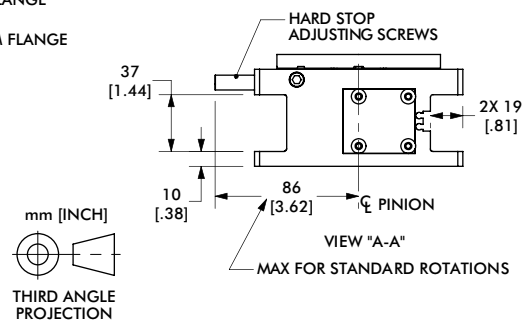 LANGE
M FLANGE
HARD STOP
ADJUSTING SCREWS
37
[1.44]
2X 19
[.81]
10
[.38]
86
[3.62]
℄ PINION
mm [INCH]
VIEW "A-A"
MAX FOR STANDARD ROTATIONS
THIRD ANGLE
PROJECTION